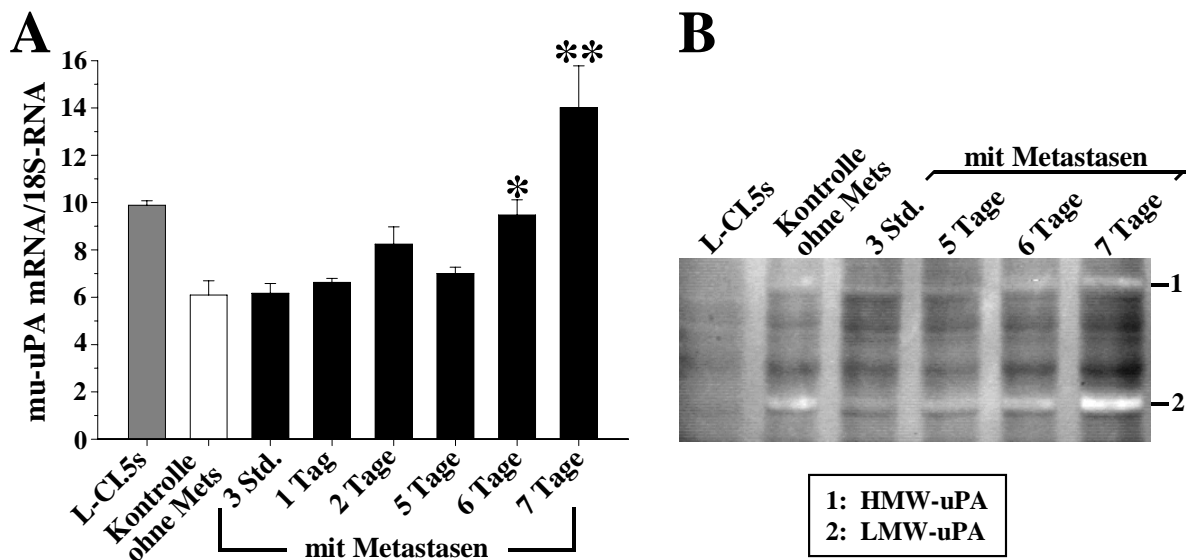 A
mu-uPA mRNA/18S-RNA
16
14
12
10
8
6
4
2
0
*
**
L-CI.5s
Kontrolle
ohne Mets
3 Std.
1 Tag
2 Tage
5 Tage
6 Tage
7 Tage
mit Metastasen
B
mit Metastasen
L-CI.5s
Kontrolle
ohne Mets
3 Std.
5 Tage
6 Tage
7 Tage
1
2
1: HMW-uPA
2: LMW-uPA